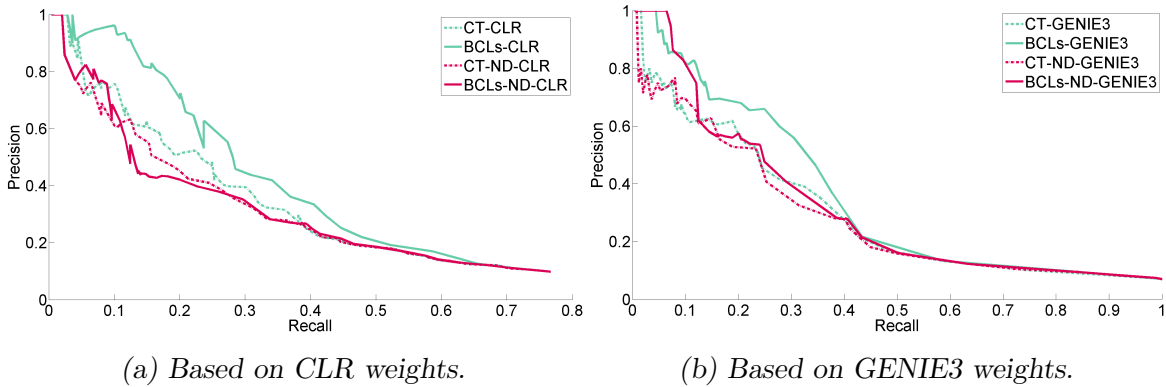 1
0.8
0.6
0.4
0.2
0
Precision
0 0.1 0.2 0.3 0.4 0.5 0.6 0.7 0.8
Recall
CT-CLR
BCLs-CLR
CT-ND-CLR
BCLs-ND-CLR
(a) Based on CLR weights.
1
0.8
0.6
0.4
0.2
0
Precision
0 0.1 0.2 0.3 0.4 0.5 0.6 0.7 0.8 0.9 1
Recall
CT-GENIE3
BCLs-GENIE3
CT-ND-GENIE3
BCLs-ND-GENIE3
(b) Based on GENIE3 weights.